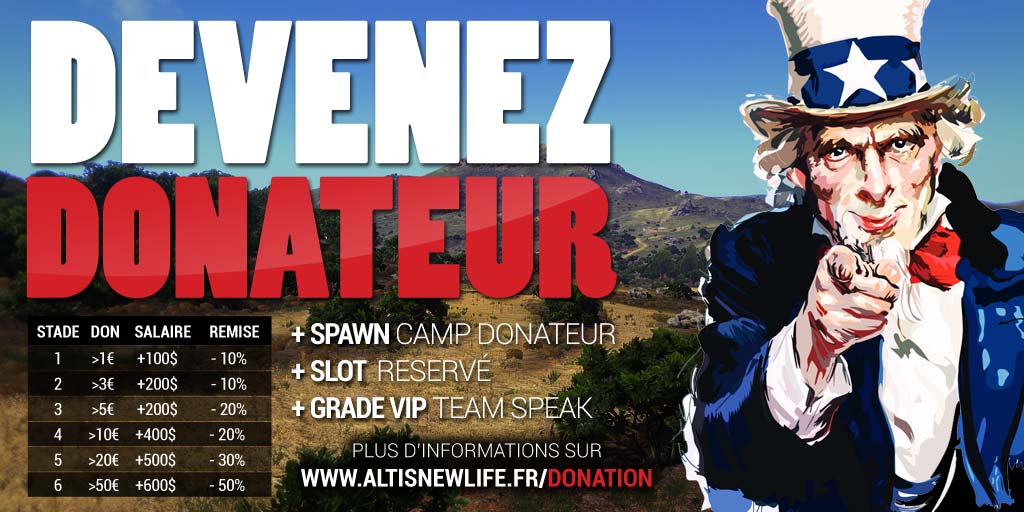 DEVENEZ
DONATEUR
STADE DON SALAIRE REMISE
1 >1€ +100$ - 10%
2 >3€ +200$ - 10%
3 >5€ +200$ - 20%
4 >10€ +400$ - 20%
5 >20€ +500$ - 30%
6 >50€ +600$ - 50%
+ SPAWN CAMP DONATEUR
+ SLOT RESERVÉ
+ GRADE VIP TEAM SPEAK
PLUS D'INFORMATIONS SUR
WWW.ALTISNEWLIFE.FR/DONATION